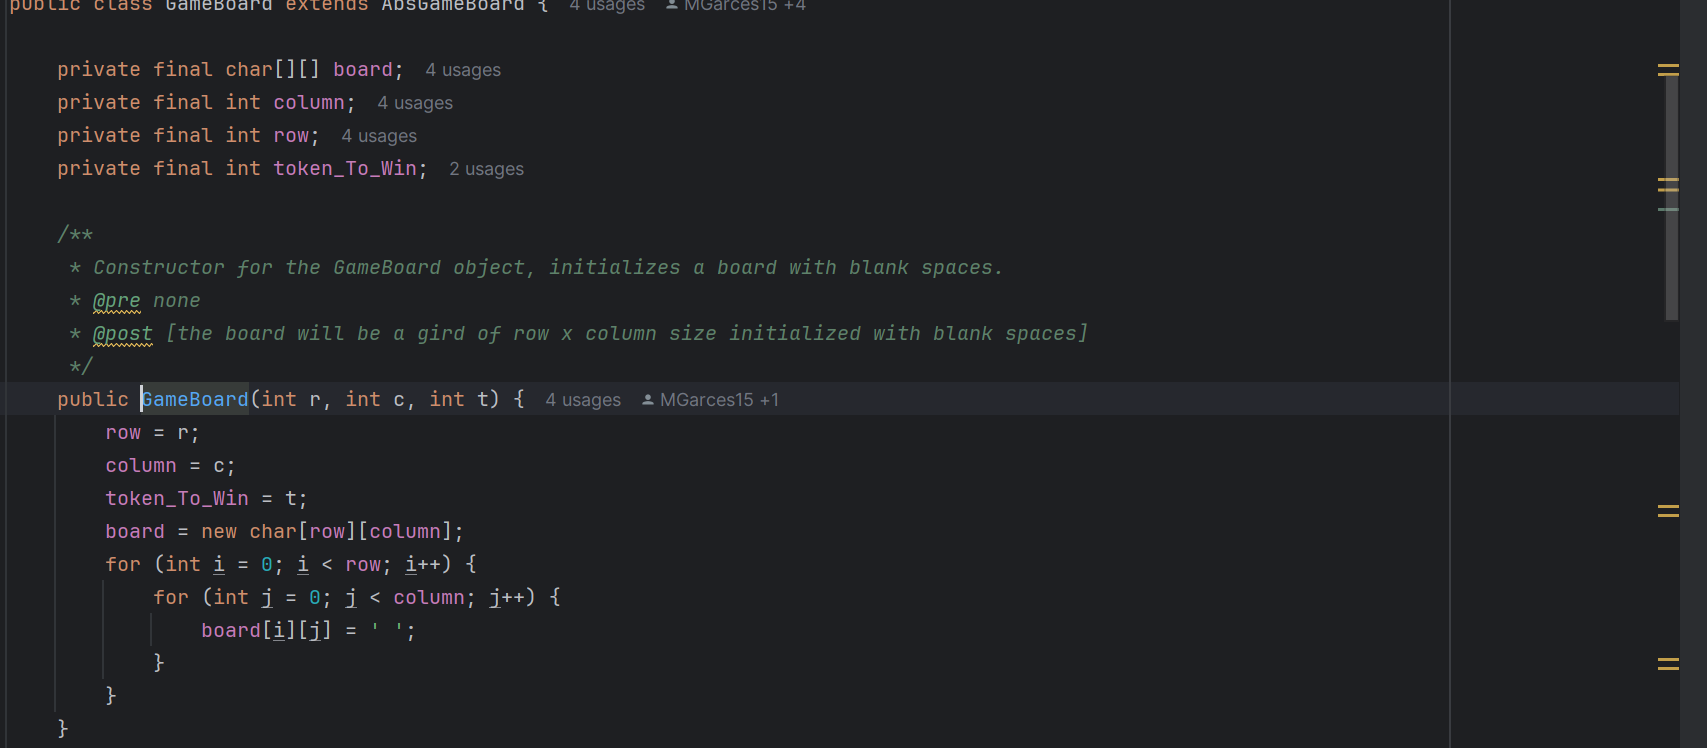 public class GameBoard extends AbsGameBoard {   4 usages   MGarces15 +4
private final char[][] board;   4 usages
private final int column;   4 usages
private final int row;   4 usages
private final int token_To_Win;   2 usages
/**
* Constructor for the GameBoard object, initializes a board with blank spaces.
* @pre none
* @post [the board will be a gird of row x column size initialized with blank spaces]
*/
public GameBoard(int r, int c, int t) {   4 usages   MGarces15 +1
row = r;
column = c;
token_To_Win = t;
board = new char[row][column];
for (int i = 0; i < row; i++) {
for (int j = 0; j < column; j++) {
board[i][j] = ' ';
}
}
}